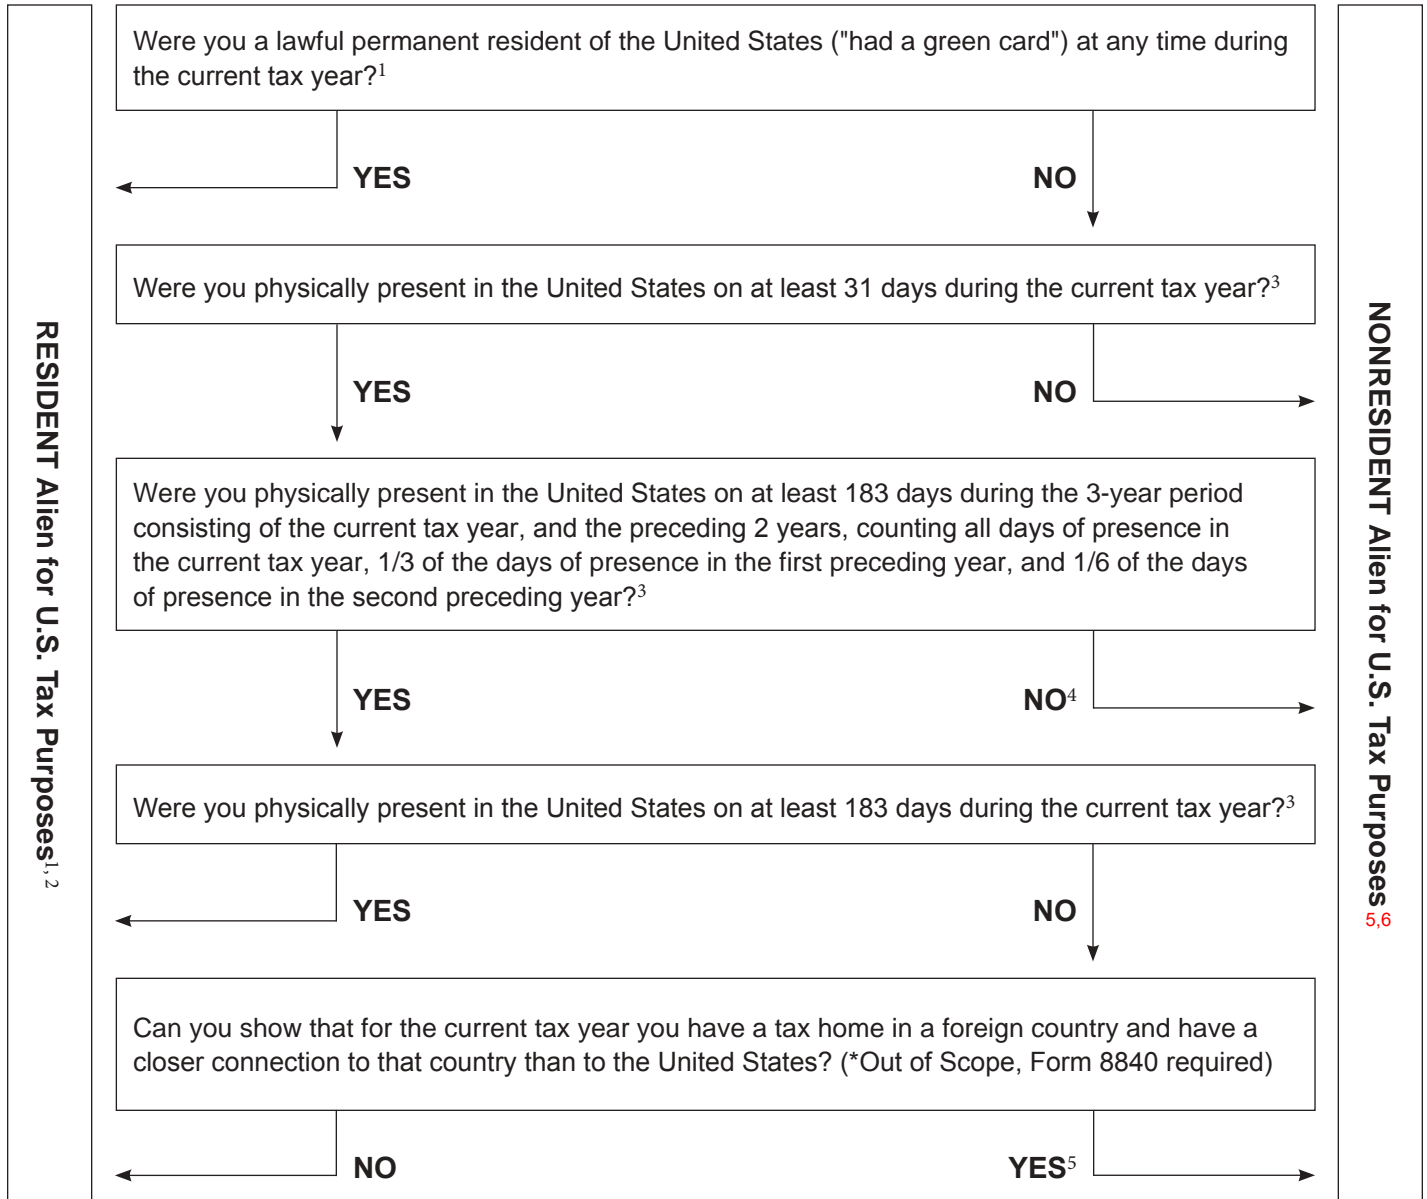 Were you a lawful permanent resident of the United States ("had a green card") at any time during
the current tax year?1
YES
NO
Were you physically present in the United States on at least 31 days during the current tax year?3
YES
NO
Were you physically present in the United States on at least 183 days during the 3-year period
consisting of the current tax year, and the preceding 2 years, counting all days of presence in
the current tax year, 1/3 of the days of presence in the first preceding year, and 1/6 of the days
of presence in the second preceding year?3
YES
NO4
Were you physically present in the United States on at least 183 days during the current tax year?3
YES
NO
Can you show that for the current tax year you have a tax home in a foreign country and have a
closer connection to that country than to the United States? (*Out of Scope, Form 8840 required)
NO
YES5
RESIDENT Alien for U.S. Tax Purposes1, 2
NONRESIDENT Alien for U.S. Tax Purposes
5,6